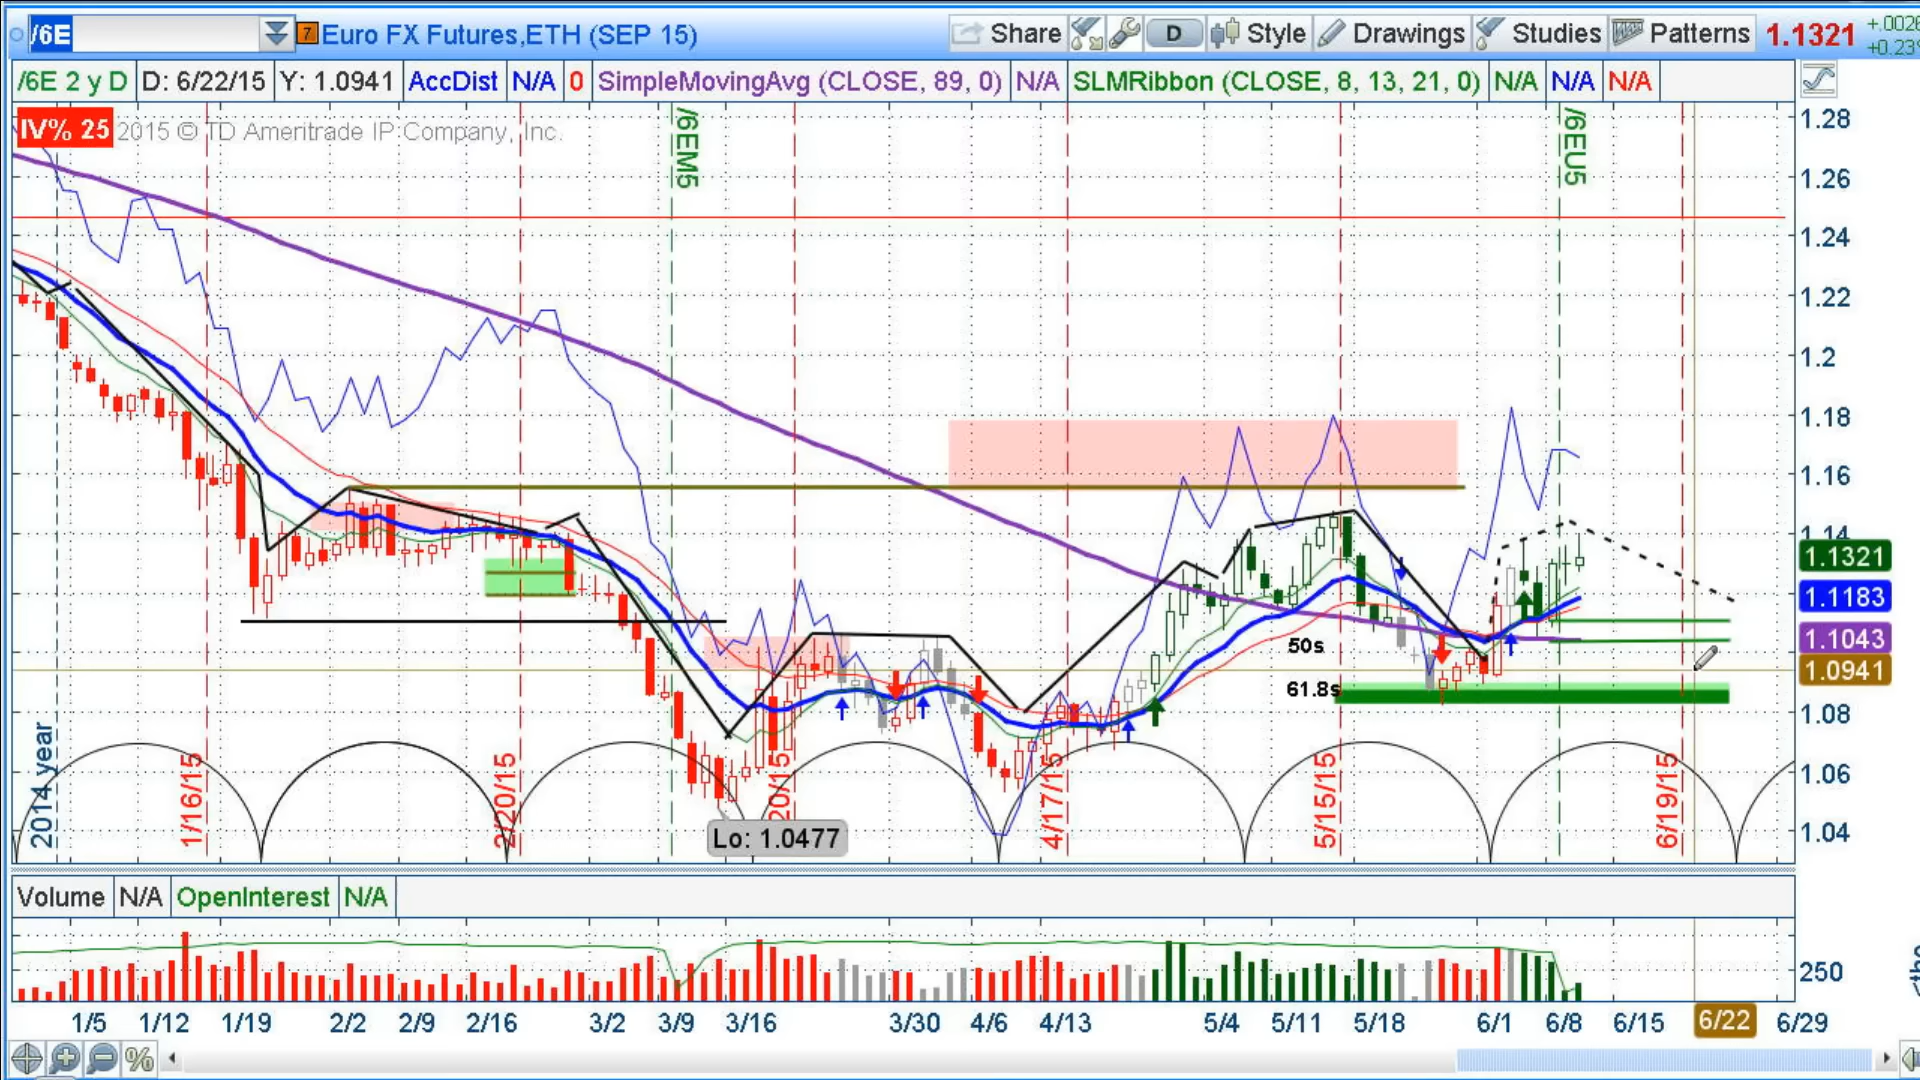 /6E
7
Euro FX Futures,ETH (SEP 15)
Share
D
Style
Drawings
Studies
Patterns
1.1321
/6E 2 y D
D: 6/22/15
Y: 1.0941
AccDist
N/A
0
SimpleMovingAvg (CLOSE, 89, 0)
N/A
SLMRibbon (CLOSE, 8, 13, 21, 0)
N/A
N/A
N/A
IV% 25
2015 © TD Ameritrade IP Company, Inc.
/6EM5
/6EU5
1.28
1.26
1.24
1.22
1.2
1.18
1.16
1.14
1.1321
1.1183
1.1043
1.0941
1.08
1.06
1.04
50s
61.8s
2014 year
1/16/15
2/20/15
20/15
4/17/15
5/15/15
6/19/15
Lo: 1.0477
Volume
N/A
OpenInterest
N/A
250
1/5
1/12
1/19
2/2
2/9
2/16
3/2
3/9
3/16
3/30
4/6
4/13
5/4
5/11
5/18
6/1
6/8
6/15
6/22
6/29
%